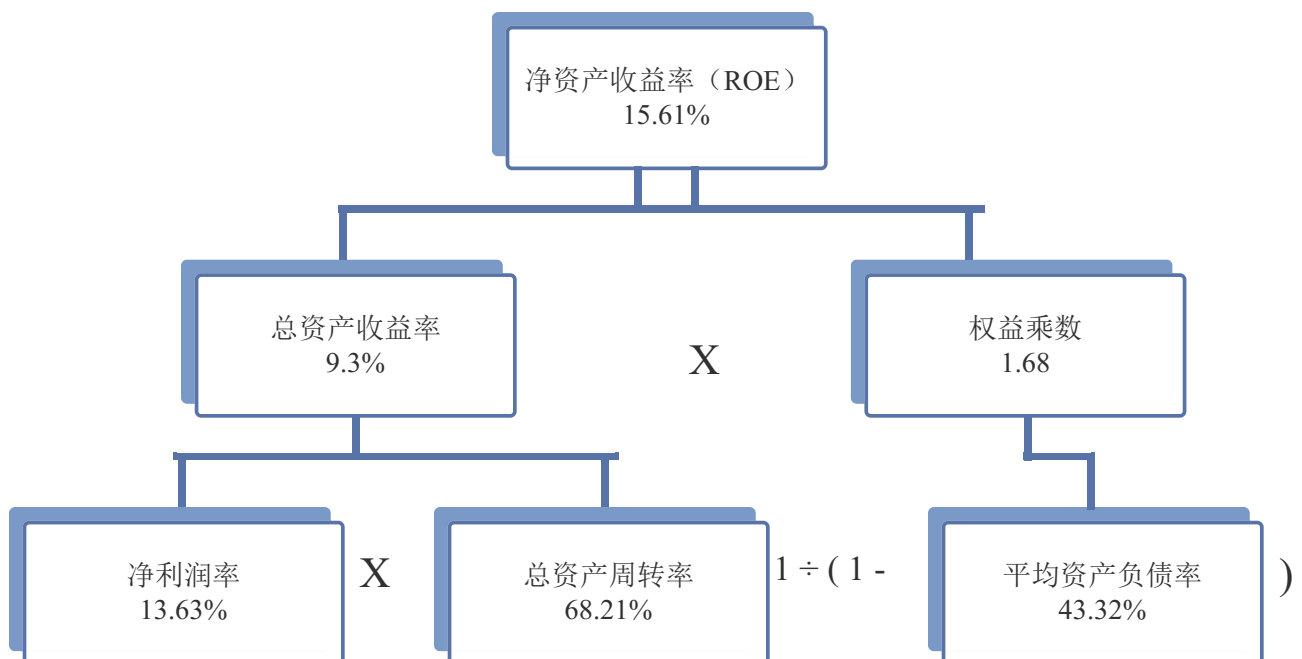 净资产收益率（ROE）
15.61%
总资产收益率
9.3%
X
权益乘数
1.68
净利润率
13.63%
X
总资产周转率
68.21%
1 ÷ ( 1 -
平均资产负债率
43.32%
)